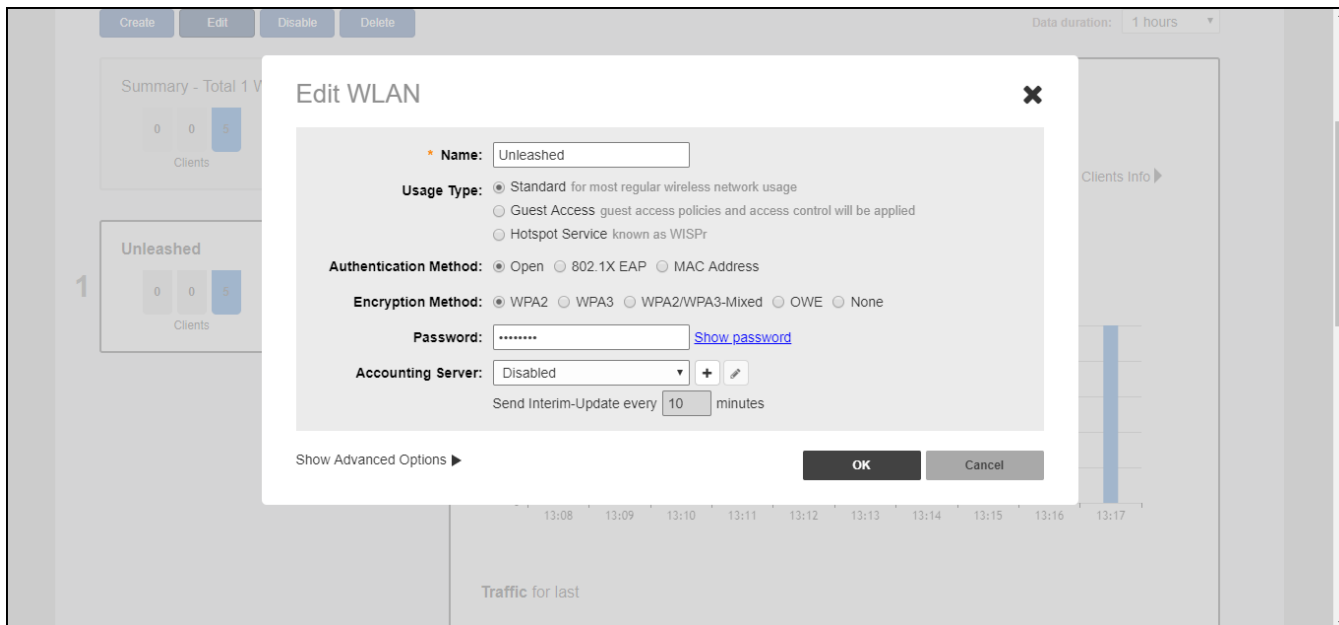 Create Edit Disable Delete Data duration: 1 hours
Summary - Total 1 W
0 0 5
Clients
Clients Info
Unleashed
1
0 0 5
Clients
Edit WLAN
* Name: Unleashed
Usage Type: Standard for most regular wireless network usage
Guest Access guest access policies and access control will be applied
Hotspot Service known as WISPr
Authentication Method: Open 802.1X EAP MAC Address
Encryption Method: WPA2 WPA3 WPA2/WPA3-Mixed OWE None
Password: •••••••• Show password
Accounting Server: Disabled +
Send Interim-Update every 10 minutes
Show Advanced Options
OK Cancel
13:08 13:09 13:10 13:11 13:12 13:13 13:14 13:15 13:16 13:17
Traffic for last